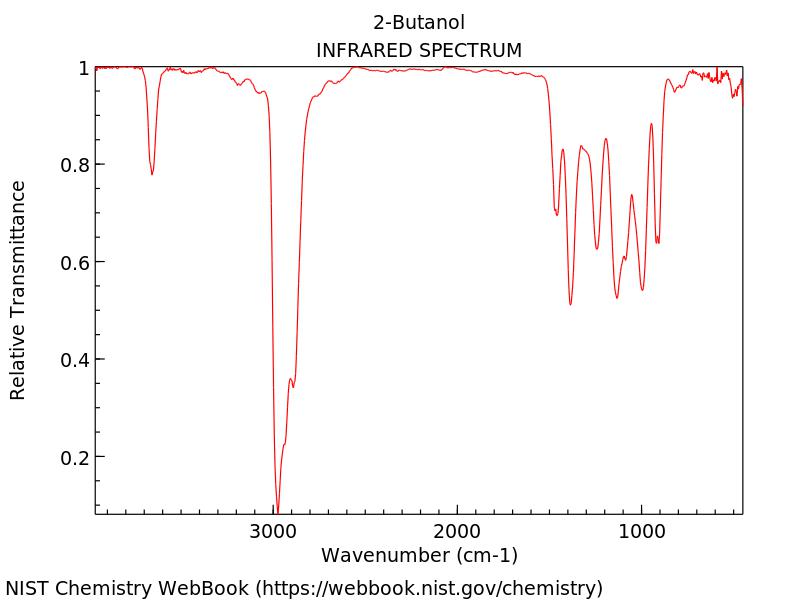 2-Butanol
INFRARED SPECTRUM
1
0.8
0.6
0.4
0.2
Relative Transmittance
3000 2000 1000
Wavenumber (cm-1)
NIST Chemistry WebBook (https://webbook.nist.gov/chemistry)